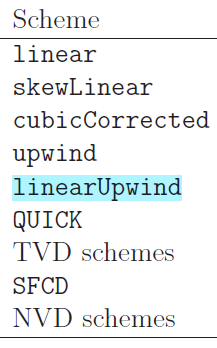 Scheme
linear
skewLinear
cubicCorrected
upwind
linearUpwind
QUICK
TVD schemes
SFCD
NVD schemes